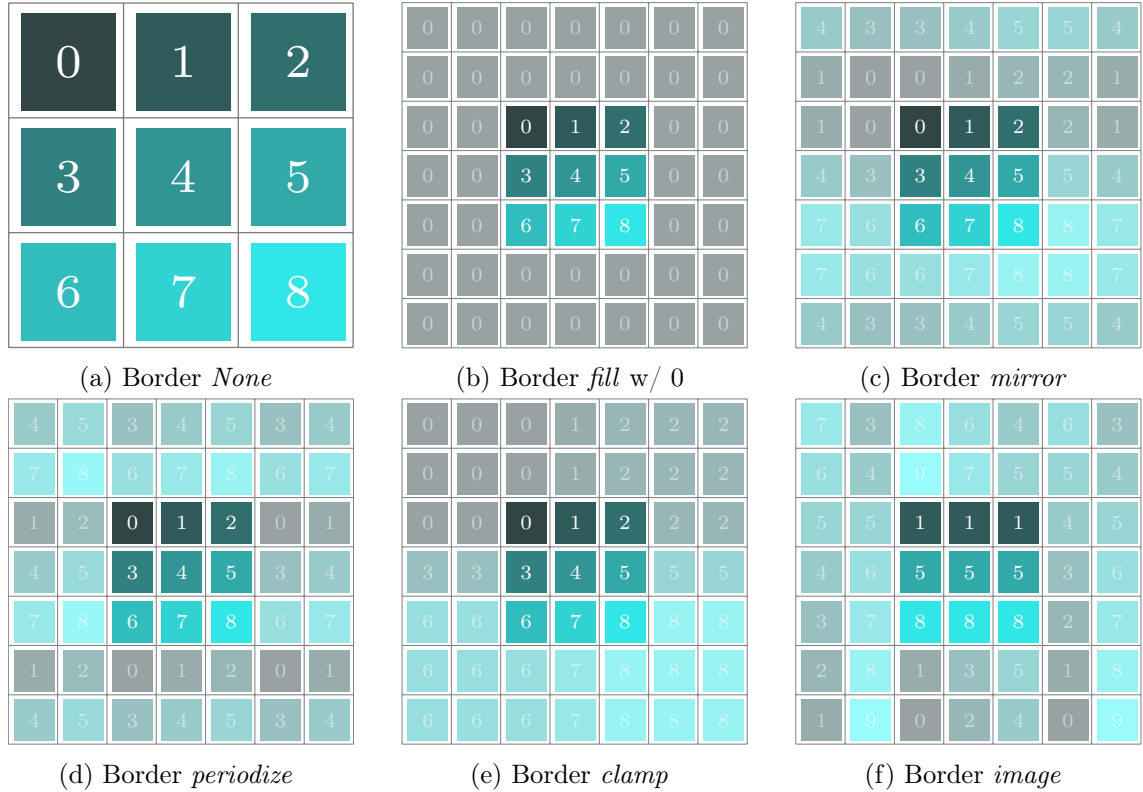 0 1 2
3 4 5
6 7 8
(a) Border None
0 0 0 0 0 0 0
0 0 0 0 0 0 0
0 0 0 1 2 0 0
0 0 3 4 5 0 0
0 0 6 7 8 0 0
0 0 0 0 0 0 0
0 0 0 0 0 0 0
(b) Border fill w/ 0
4 3 3 4 5 5 4
1 0 0 1 2 2 1
1 0 0 1 2 2 1
4 3 3 4 5 5 4
7 6 6 7 8 8 7
7 6 6 7 8 8 7
4 3 3 4 5 5 4
(c) Border mirror
4 5 3 4 5 3 4
7 8 6 7 8 6 7
1 2 0 1 2 0 1
4 5 3 4 5 3 4
7 8 6 7 8 6 7
1 2 0 1 2 0 1
4 5 3 4 5 3 4
(d) Border periodize
0 0 0 1 2 2 2
0 0 0 1 2 2 2
0 0 0 1 2 2 2
3 3 3 4 5 5 5
6 6 6 7 8 8 8
6 6 6 7 8 8 8
6 6 6 7 8 8 8
(e) Border clamp
7 3 8 6 4 6 3
6 4 9 7 5 5 4
5 5 1 1 1 4 5
4 6 5 5 5 3 6
3 7 8 8 8 2 7
2 8 1 3 5 1 8
1 9 0 2 4 0 9
(f) Border image